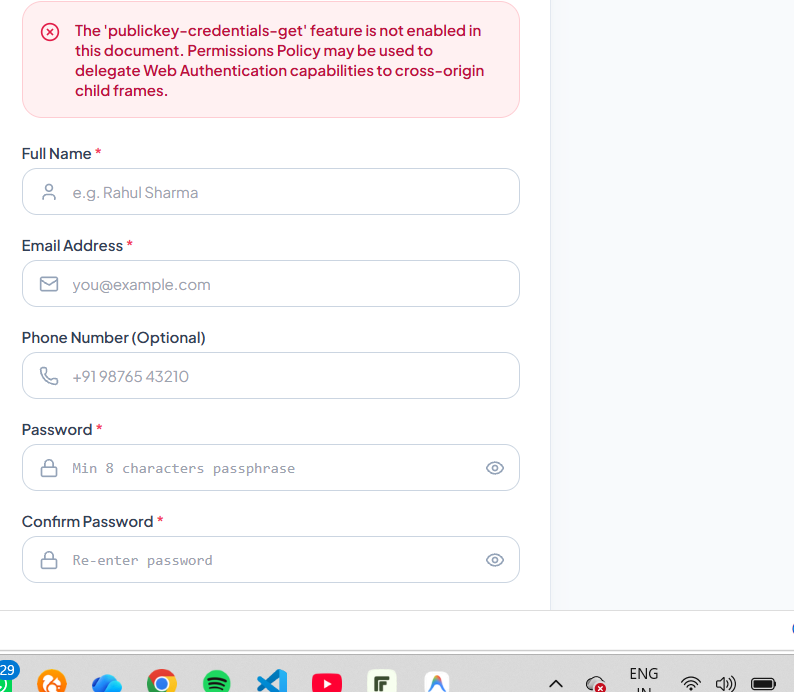 The 'publickey-credentials-get' feature is not enabled in
this document. Permissions Policy may be used to
delegate Web Authentication capabilities to cross-origin
child frames.
Full Name *
e.g. Rahul Sharma
Email Address *
you@example.com
Phone Number (Optional)
+91 98765 43210
Password *
Min 8 characters passphrase
Confirm Password *
Re-enter password
29
ENG
IN